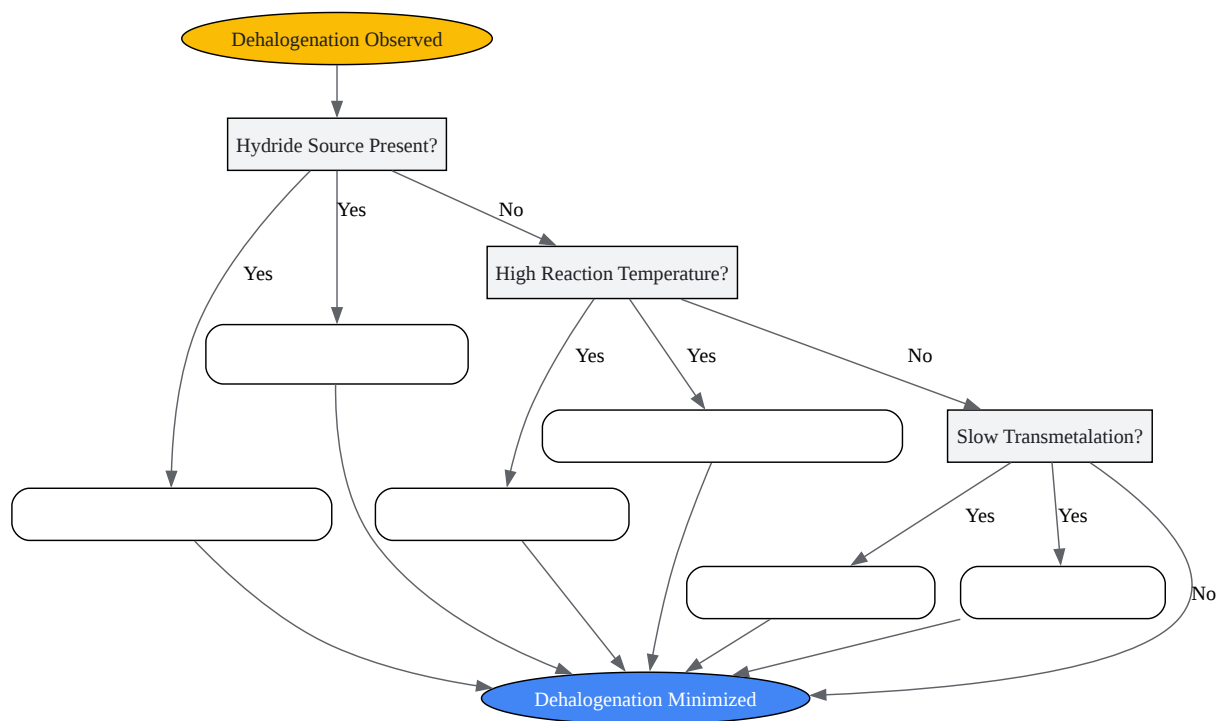 Dehalogenation Observed
Hydride Source Present?
Yes
No
Yes
High Reaction Temperature?
Yes
Yes
No
Slow Transmetalation?
Yes
Yes
No
Dehalogenation Minimized